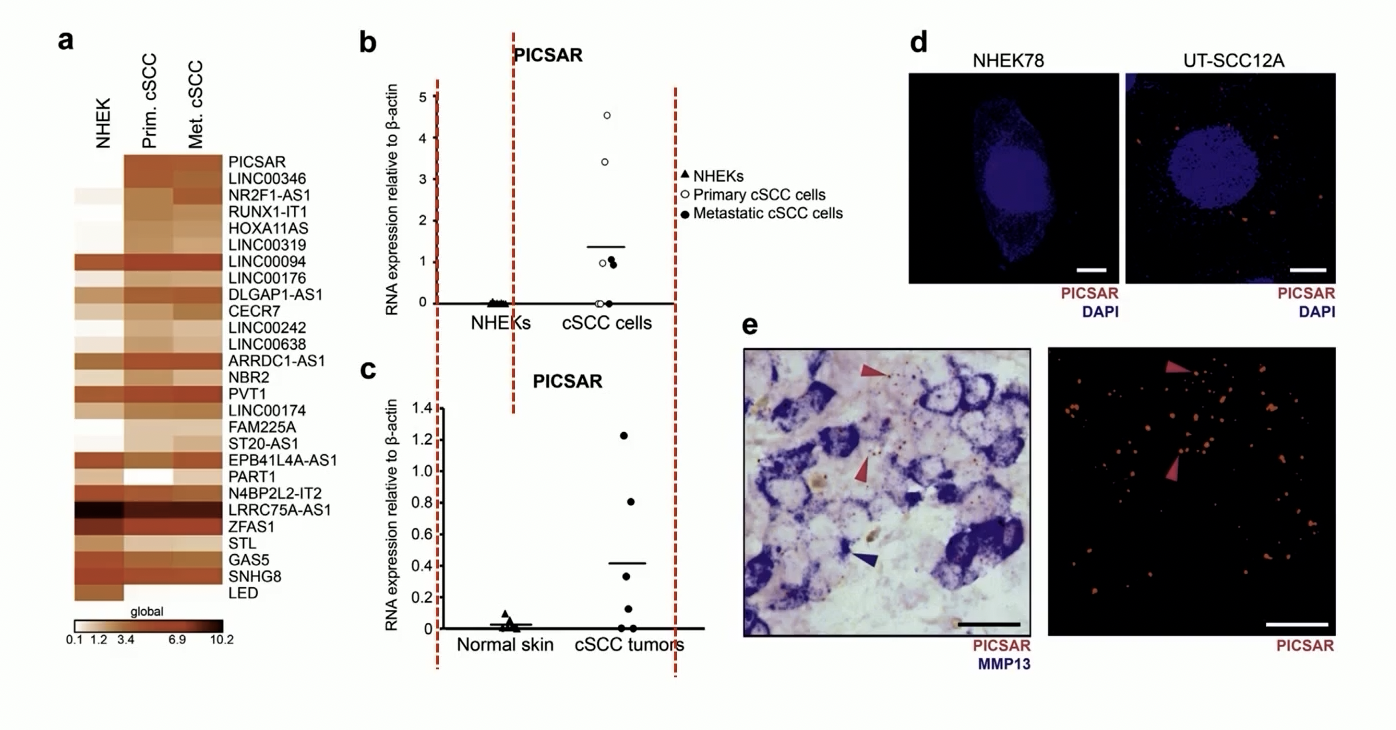 a
NHEK
Prim. cSCC
Met. cSCC
PICSAR
LINC00346
NR2F1-AS1
RUNX1-IT1
HOXA11AS
LINC00319
LINC00094
LINC00176
DLGAP1-AS1
CECR7
LINC00242
LINC00638
ARRDC1-AS1
NBR2
PVT1
LINC00174
FAM225A
ST20-AS1
EPB41L4A-AS1
PART1
N4BP2L2-IT2
LRRC75A-AS1
ZFAS1
STL
GAS5
SNHG8
LED
global
0.1 1.2 3.4 6.9 10.2
b
PICSAR
RNA expression relative to β-actin
5
4
3
2
1
0
NHEKs cSCC cells
NHEKs
Primary cSCC cells
Metastatic cSCC cells
c
PICSAR
RNA expression relative to β-actin
1.4
1.2
1.0
0.8
0.6
0.4
0.2
0
Normal skin cSCC tumors
d
NHEK78 UT-SCC12A
PICSAR PICSAR
DAPI DAPI
e
PICSAR PICSAR
MMP13